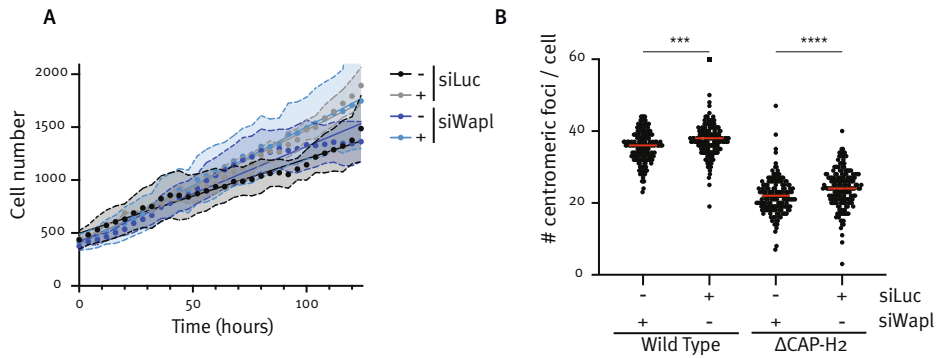 A
2000
1500
1000
500
0
0
50
100
Cell number
Time (hours)
- siLuc
+
- siWapl
+
B
*** ****
60
40
20
0
# centromeric foci / cell
- + - + siLuc
+ - + - siWapl
Wild Type ΔCAP-H2